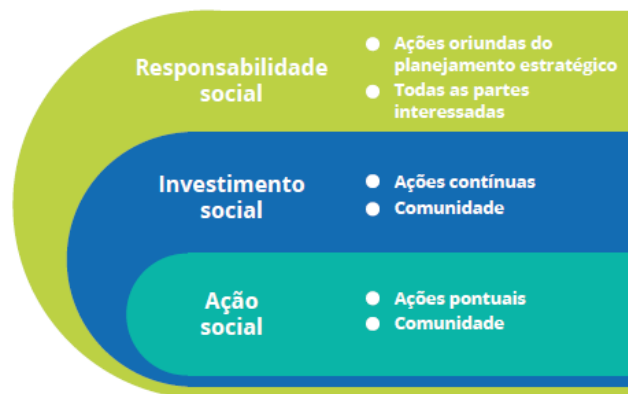 Responsabilidade
social
● Ações oriundas do
planejamento estratégico
● Todas as partes
interessadas
Investimento
social
● Ações contínuas
● Comunidade
Ação
social
● Ações pontuais
● Comunidade